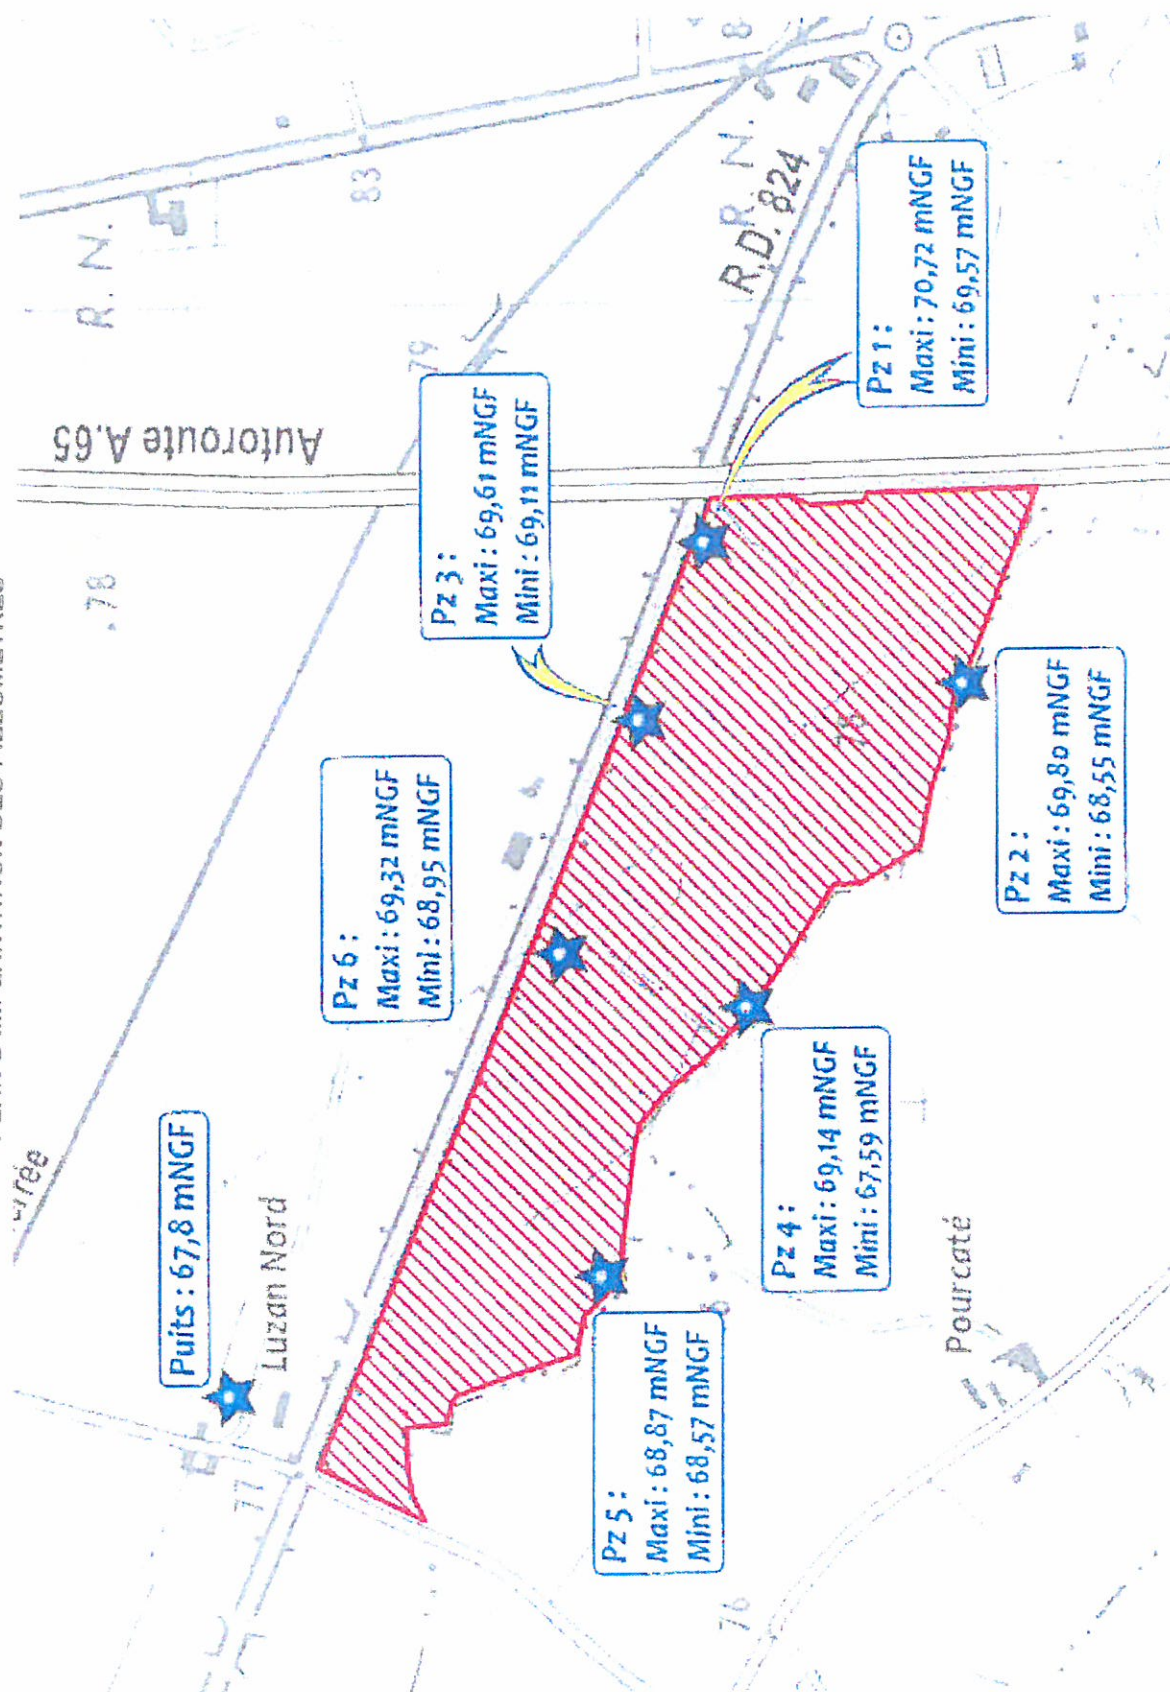 urée
R. N.
Autoroute A.65
.78
Puits : 67,8 mNGF
Luzan Nord
77
83
79
Pz 6 :
Maxi : 69,32 mNGF
Mini : 68,95 mNGF
Pz 3 :
Maxi : 69,61 mNGF
Mini : 69,11 mNGF
R. N.
R.D. 824
8
Pz 1 :
Maxi : 70,72 mNGF
Mini : 69,57 mNGF
Pz 5 :
Maxi : 68,87 mNGF
Mini : 68,57 mNGF
Pz 4 :
Maxi : 69,14 mNGF
Mini : 67,59 mNGF
76
Pourcaté
Pz 2 :
Maxi : 69,80 mNGF
Mini : 68,55 mNGF